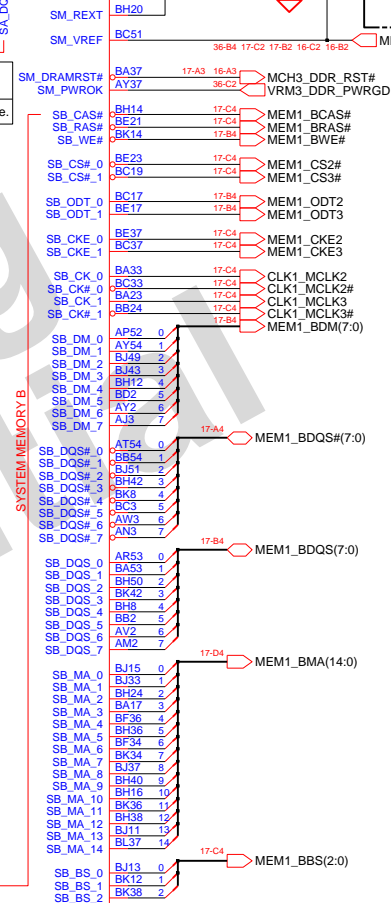 SA_DQ
SM_REXT BH20
SM_VREF BC51 36-B4 17-C2 17-B2 16-C2 16-B2
SM_DRAMRST# BA37 17-A3 16-A3 MCH3_DDR_RST#
SM_PWROK AY37 36-C2 VRM3_DDR_PWRGD
SB_CAS# BH14 17-C4 MEM1_BCAS#
SB_RAS# BE21 17-C4 MEM1_BRAS#
SB_WE# BK14 17-B4 MEM1_BWE#
SB_CS#_0 BE23 17-C4 MEM1_CS2#
SB_CS#_1 BC19 17-C4 MEM1_CS3#
SB_ODT_0 BC17 17-B4 MEM1_ODT2
SB_ODT_1 BE17 17-B4 MEM1_ODT3
SB_CKE_0 BE37 17-C4 MEM1_CKE2
SB_CKE_1 BC37 17-C4 MEM1_CKE3
SB_CK_0 BA33 17-C4 CLK1_MCLK2
SB_CK#_0 BC33 17-C4 CLK1_MCLK2#
SB_CK_1 BA23 17-C4 CLK1_MCLK3
SB_CK#_1 BB24 17-C4 CLK1_MCLK3#
17-B4 MEM1_BDM(7:0)
SB_DM_0 AP52 0
SB_DM_1 AY54 1
SB_DM_2 BJ49 2
SB_DM_3 BJ43 3
SB_DM_4 BH12 4
SB_DM_5 BD2 5
SB_DM_6 AY2 6
SB_DM_7 AJ3 7
SYSTEM MEMORY B
17-A4 MEM1_BDQS#(7:0)
SB_DQS#_0 AT54 0
SB_DQS#_1 BB54 1
SB_DQS#_2 BJ51 2
SB_DQS#_3 BH42 3
SB_DQS#_4 BK8 4
SB_DQS#_5 BC3 5
SB_DQS#_6 AW3 6
SB_DQS#_7 AN3 7
17-B4 MEM1_BDQS(7:0)
SB_DQS_0 AR53 0
SB_DQS_1 BA53 1
SB_DQS_2 BH50 2
SB_DQS_3 BK42 3
SB_DQS_4 BH8 4
SB_DQS_5 BB2 5
SB_DQS_6 AV2 6
SB_DQS_7 AM2 7
17-D4 MEM1_BMA(14:0)
SB_MA_0 BJ15 0
SB_MA_1 BJ33 1
SB_MA_2 BH24 2
SB_MA_3 BA17 3
SB_MA_4 BF36 4
SB_MA_5 BH36 5
SB_MA_6 BF34 6
SB_MA_7 BK34 7
SB_MA_8 BJ37 8
SB_MA_9 BH40 9
SB_MA_10 BH16 10
SB_MA_11 BK36 11
SB_MA_12 BH38 12
SB_MA_13 BJ11 13
SB_MA_14 BL37 14
17-C4 MEM1_BBS(2:0)
SB_BS_0 BJ13 0
SB_BS_1 BK12 1
SB_BS_2 BK38 2